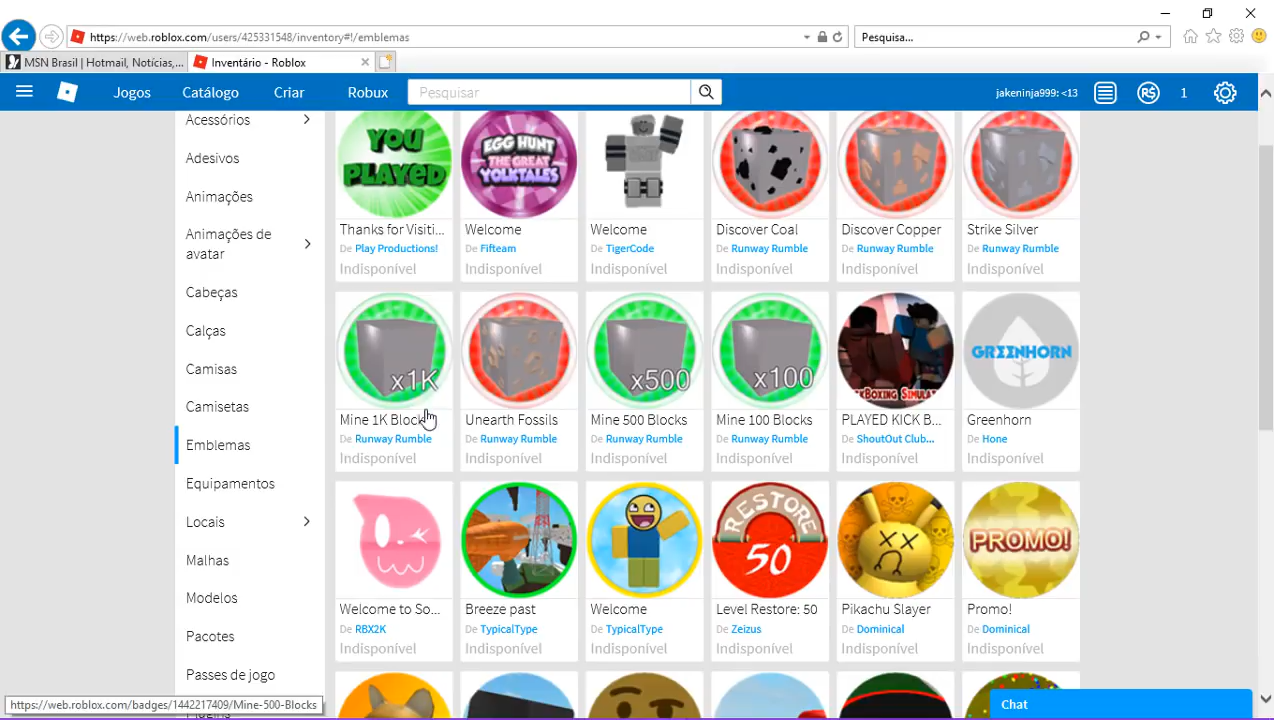 https://web.roblox.com/users/425331548/inventory#!/emblemas
Pesquisa...
MSN Brasil | Hotmail, Notícias,...
Inventário - Roblox
Jogos
Catálogo
Criar
Robux
Pesquisar
jakeninja999: <13
R$
1
Acessórios
Adesivos
Animações
Animações de
avatar
Cabeças
Calças
Camisas
Camisetas
Emblemas
Equipamentos
Locais
Malhas
Modelos
Pacotes
Passes de jogo
YOU
PLAYED
Thanks for Visiti...
De Play Productions!
Indisponível
EGG HUNT
THE GREAT
YOLKTALES
Welcome
De Fifteam
Indisponível
Welcome
De TigerCode
Indisponível
Discover Coal
De Runway Rumble
Indisponível
Discover Copper
De Runway Rumble
Indisponível
Strike Silver
De Runway Rumble
Indisponível
x1K
Mine 1K Blocks
De Runway Rumble
Indisponível
Unearth Fossils
De Runway Rumble
Indisponível
x500
Mine 500 Blocks
De Runway Rumble
Indisponível
x100
Mine 100 Blocks
De Runway Rumble
Indisponível
KICKBOXING SIMULAT
PLAYED KICK B...
De ShoutOut Club...
Indisponível
GREENHORN
Greenhorn
De Hone
Indisponível
Welcome to So...
De RBX2K
Indisponível
Breeze past
De TypicalType
Indisponível
Welcome
De TypicalType
Indisponível
RESTORE
50
Level Restore: 50
De Zeizus
Indisponível
Pikachu Slayer
De Dominical
Indisponível
PROMO!
Promo!
De Dominical
Indisponível
https://web.roblox.com/badges/1442217409/Mine-500-Blocks
Chat